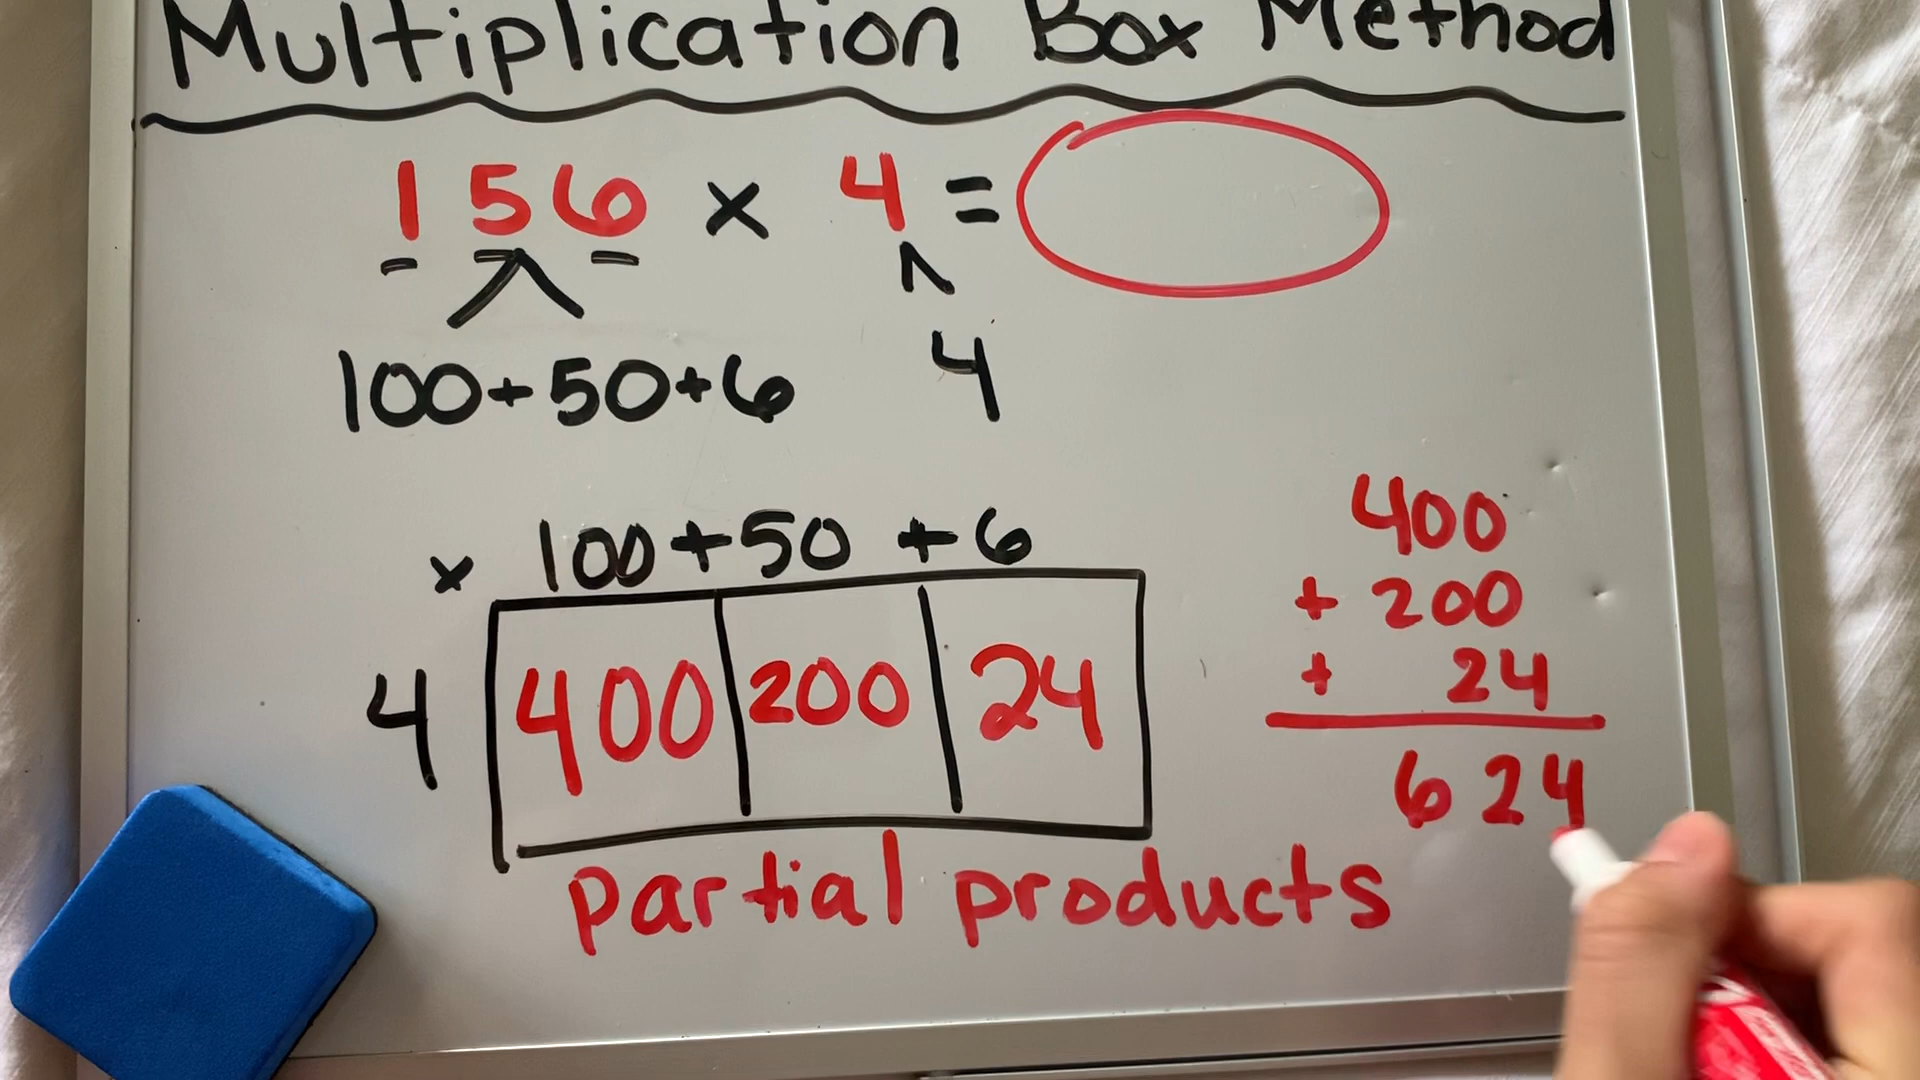 Multiplication Box Method
156 × 4 =
100+50+6 4
× 100+50+6
4 400 200 24
partial products
400
+ 200
+ 24
624